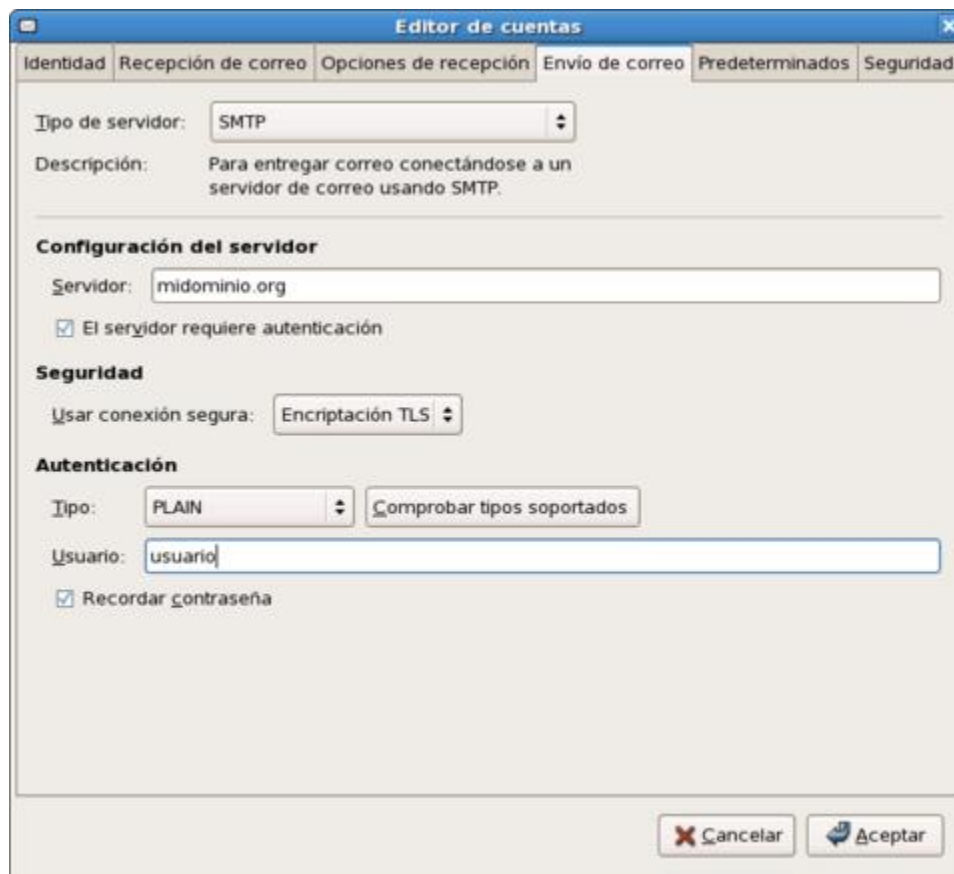 Editor de cuentas
Identidad Recepción de correo Opciones de recepción Envío de correo Predeterminados Seguridad
Tipo de servidor: SMTP
Descripción: Para entregar correo conectándose a un
servidor de correo usando SMTP.
Configuración del servidor
Servidor: midominio.org
El servidor requiere autenticación
Seguridad
Usar conexión segura: Encriptación TLS
Autenticación
Tipo: PLAIN Comprobar tipos soportados
Usuario: usuario
Recordar contraseña
Cancelar Aceptar